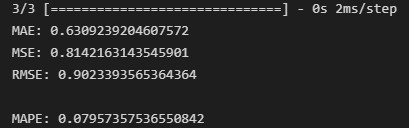 3/3 [==============================] - 0s 2ms/step
MAE: 0.6309239204607572
MSE: 0.8142163143545901
RMSE: 0.9023393565364364
MAPE: 0.07957357536550842